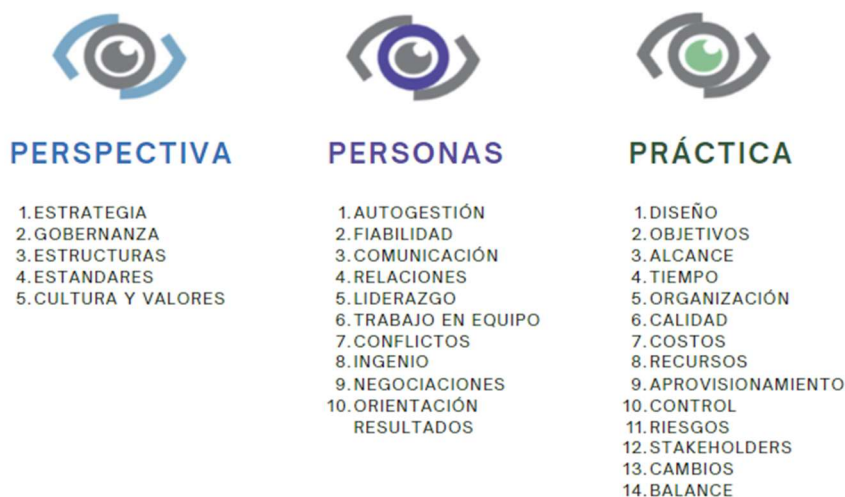 PERSPECTIVA
1. ESTRATEGIA
2. GOBERNANZA
3. ESTRUCTURAS
4. ESTANDARES
5. CULTURA Y VALORES
PERSONAS
1. AUTOGESTIÓN
2. FIABILIDAD
3. COMUNICACIÓN
4. RELACIONES
5. LIDERAZGO
6. TRABAJO EN EQUIPO
7. CONFLICTOS
8. INGENIO
9. NEGOCIACIONES
10. ORIENTACIÓN
RESULTADOS
PRÁCTICA
1. DISEÑO
2. OBJETIVOS
3. ALCANCE
4. TIEMPO
5. ORGANIZACIÓN
6. CALIDAD
7. COSTOS
8. RECURSOS
9. APROVISIONAMIENTO
10. CONTROL
11. RIESGOS
12. STAKEHOLDERS
13. CAMBIOS
14. BALANCE